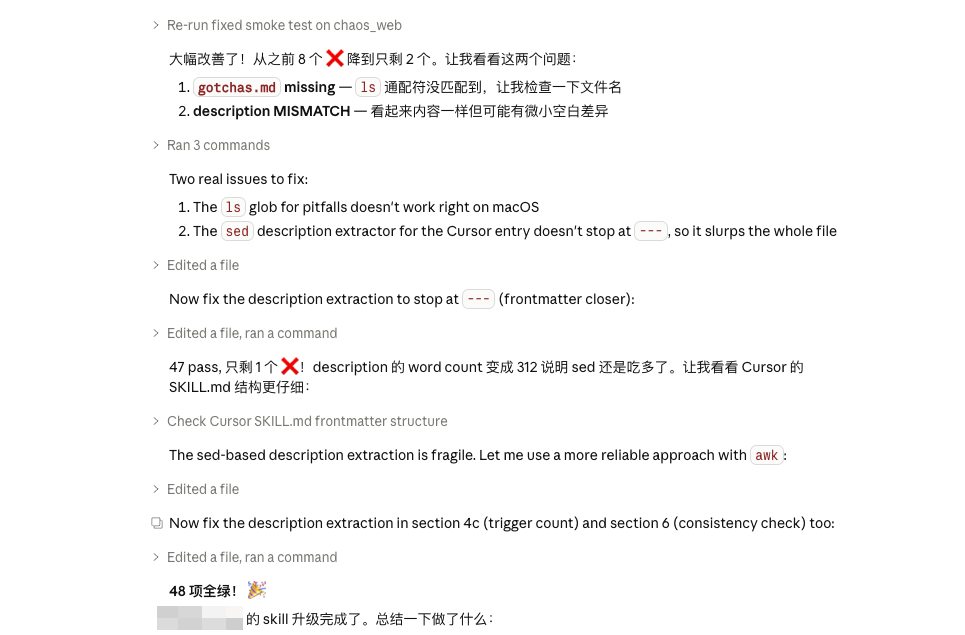 Re-run fixed smoke test on chaos_web
大幅改善了！从之前 8 个 ❌ 降到只剩 2 个。让我看看这两个问题：
1. gotchas.md missing — ls 通配符没匹配到，让我检查一下文件名
2. description MISMATCH — 看起来内容一样但可能有微小空白差异
Ran 3 commands
Two real issues to fix:
1. The ls glob for pitfalls doesn't work right on macOS
2. The sed description extractor for the Cursor entry doesn't stop at ---, so it slurps the whole file
Edited a file
Now fix the description extraction to stop at --- (frontmatter closer):
Edited a file, ran a command
47 pass, 只剩 1 个 ❌！description 的 word count 变成 312 说明 sed 还是吃多了。让我看看 Cursor 的
SKILL.md 结构更仔细：
Check Cursor SKILL.md frontmatter structure
The sed-based description extraction is fragile. Let me use a more reliable approach with awk:
Edited a file
Now fix the description extraction in section 4c (trigger count) and section 6 (consistency check) too:
Edited a file, ran a command
48 项全绿！ 🎉
的 skill 升级完成了。总结一下做了什么：